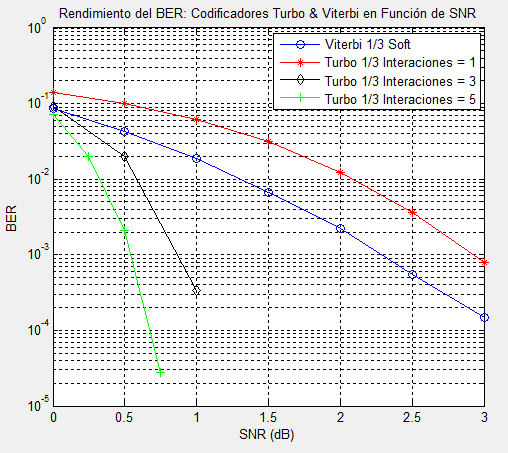 Rendimiento del BER: Codificadores Turbo & Viterbi en Función de SNR
Viterbi 1/3 Soft
Turbo 1/3 Interaciones = 1
Turbo 1/3 Interaciones = 3
Turbo 1/3 Interaciones = 5
10^0
10^-1
10^-2
10^-3
10^-4
10^-5
BER
0
0.5
1
1.5
2
2.5
3
SNR (dB)